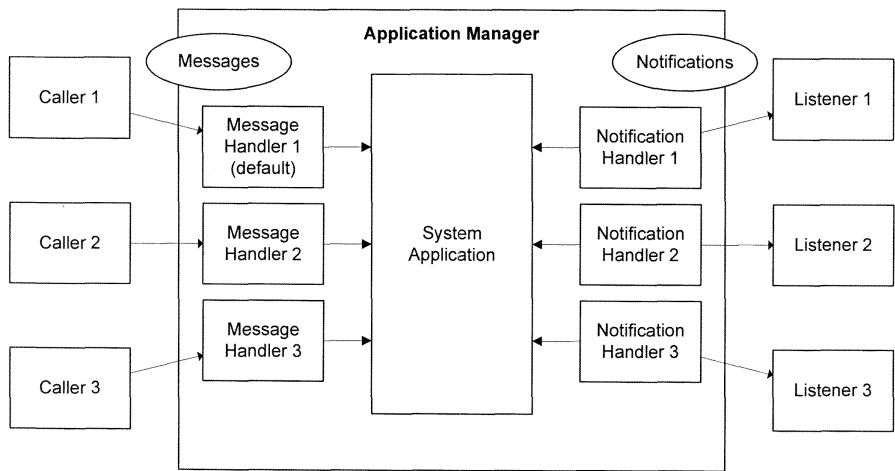 Application Manager
Messages
Notifications
Caller 1
Message
Handler 1
(default)
Notification
Handler 1
Listener 1
Caller 2
Message
Handler 2
System
Application
Notification
Handler 2
Listener 2
Caller 3
Message
Handler 3
Notification
Handler 3
Listener 3